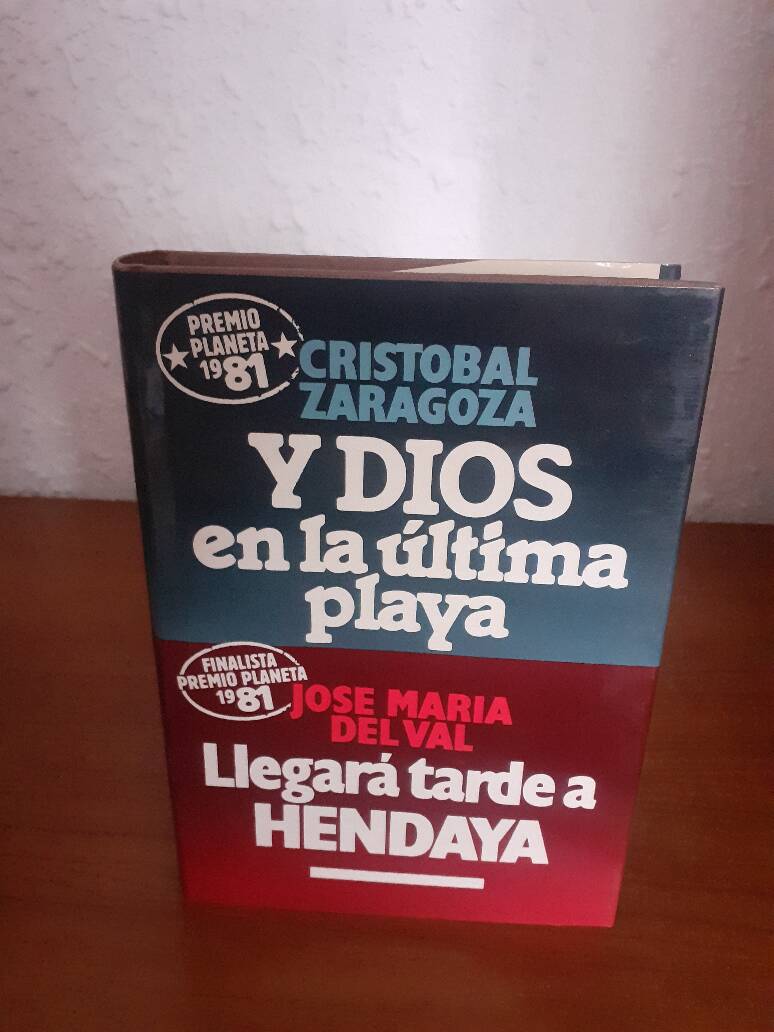 PREMIO
PLANETA
1981
CRISTOBAL
ZARAGOZA
Y DIOS
en la última
playa
FINALISTA
PREMIO PLANETA
1981
JOSE MARIA
DEL VAL
Llegará tarde a
HENDAYA